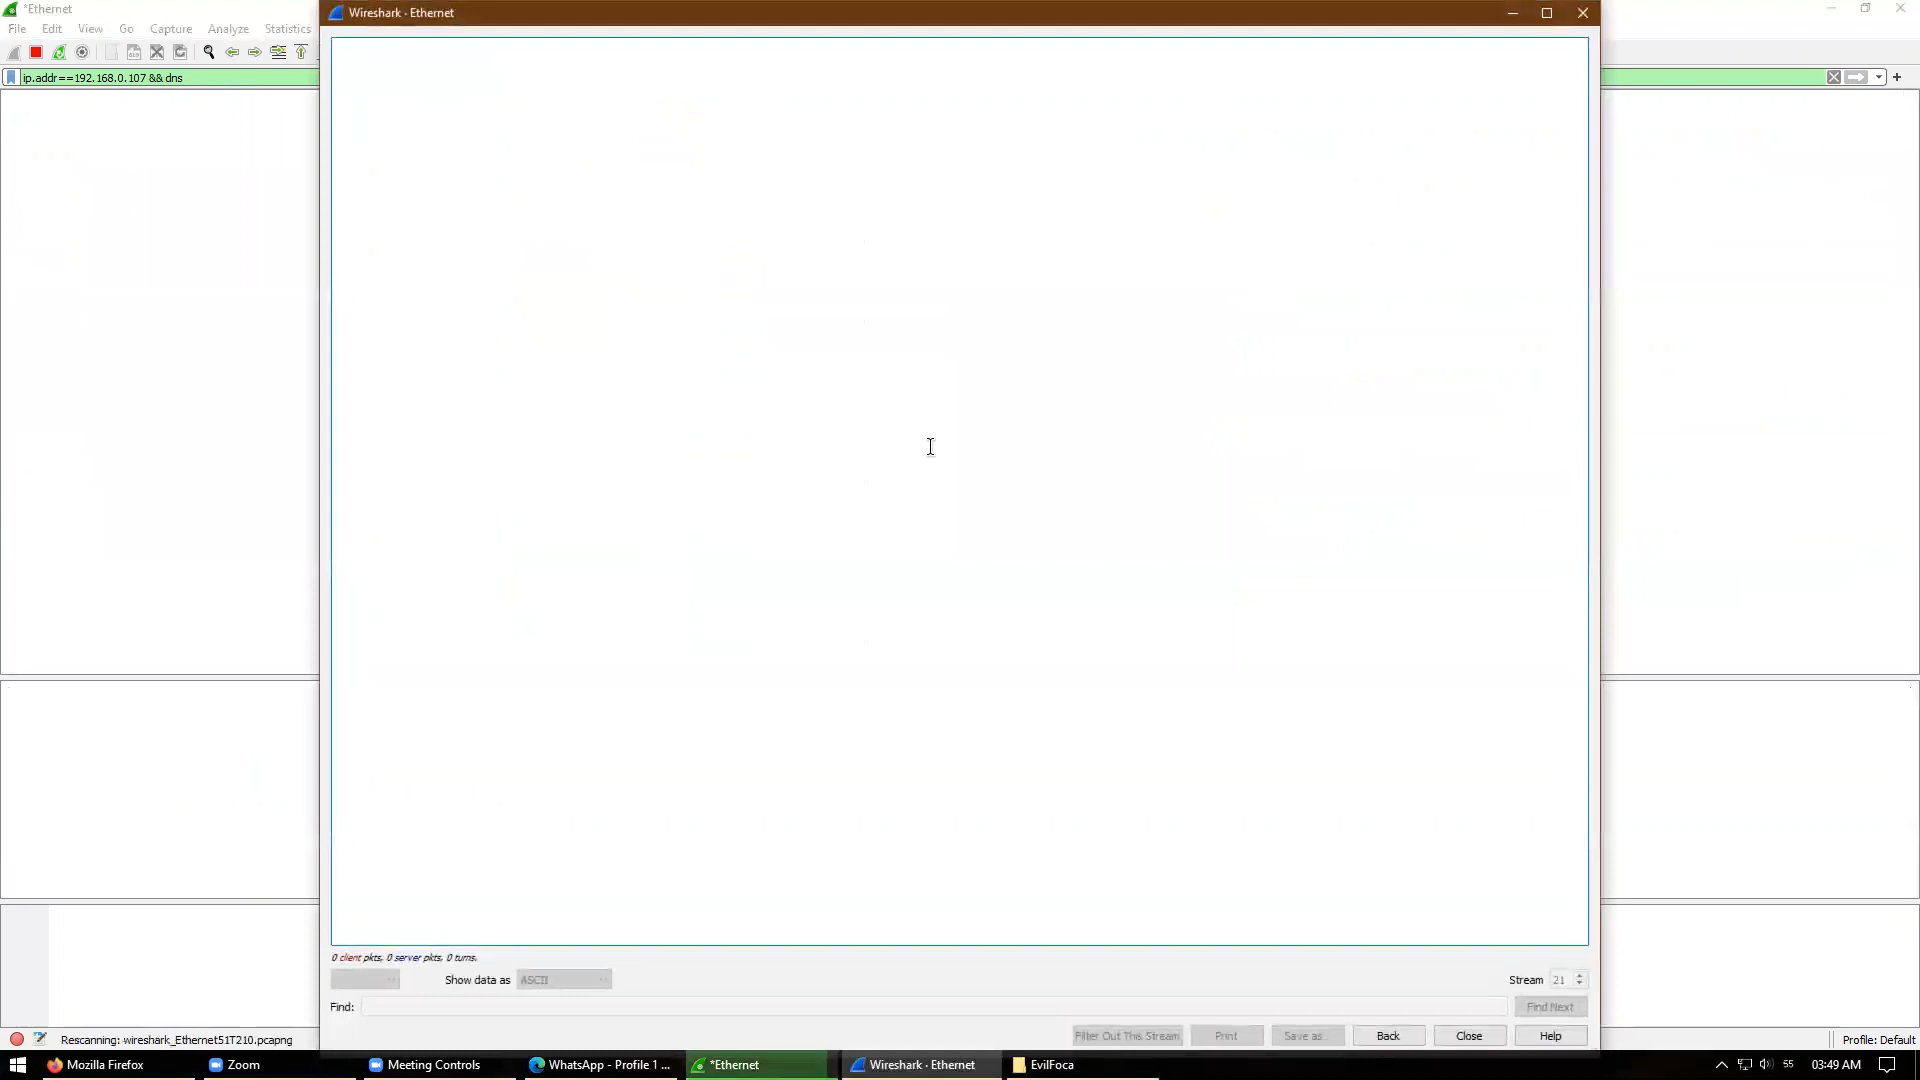 *Ethernet
Wireshark · Ethernet
File Edit View Go Capture Analyze Statistics
ip.addr==192.168.0.107 && dns
0 client pkts, 0 server pkts, 0 turns.
Show data as ASCII
Stream 21
Find:
Find Next
Filter Out This Stream Print Save as... Back Close Help
Rescanning: wireshark_Ethernet51T210.pcapng
Profile: Default
Mozilla Firefox Zoom Meeting Controls WhatsApp - Profile 1 ... *Ethernet Wireshark · Ethernet EvilFoca 55 03:49 AM